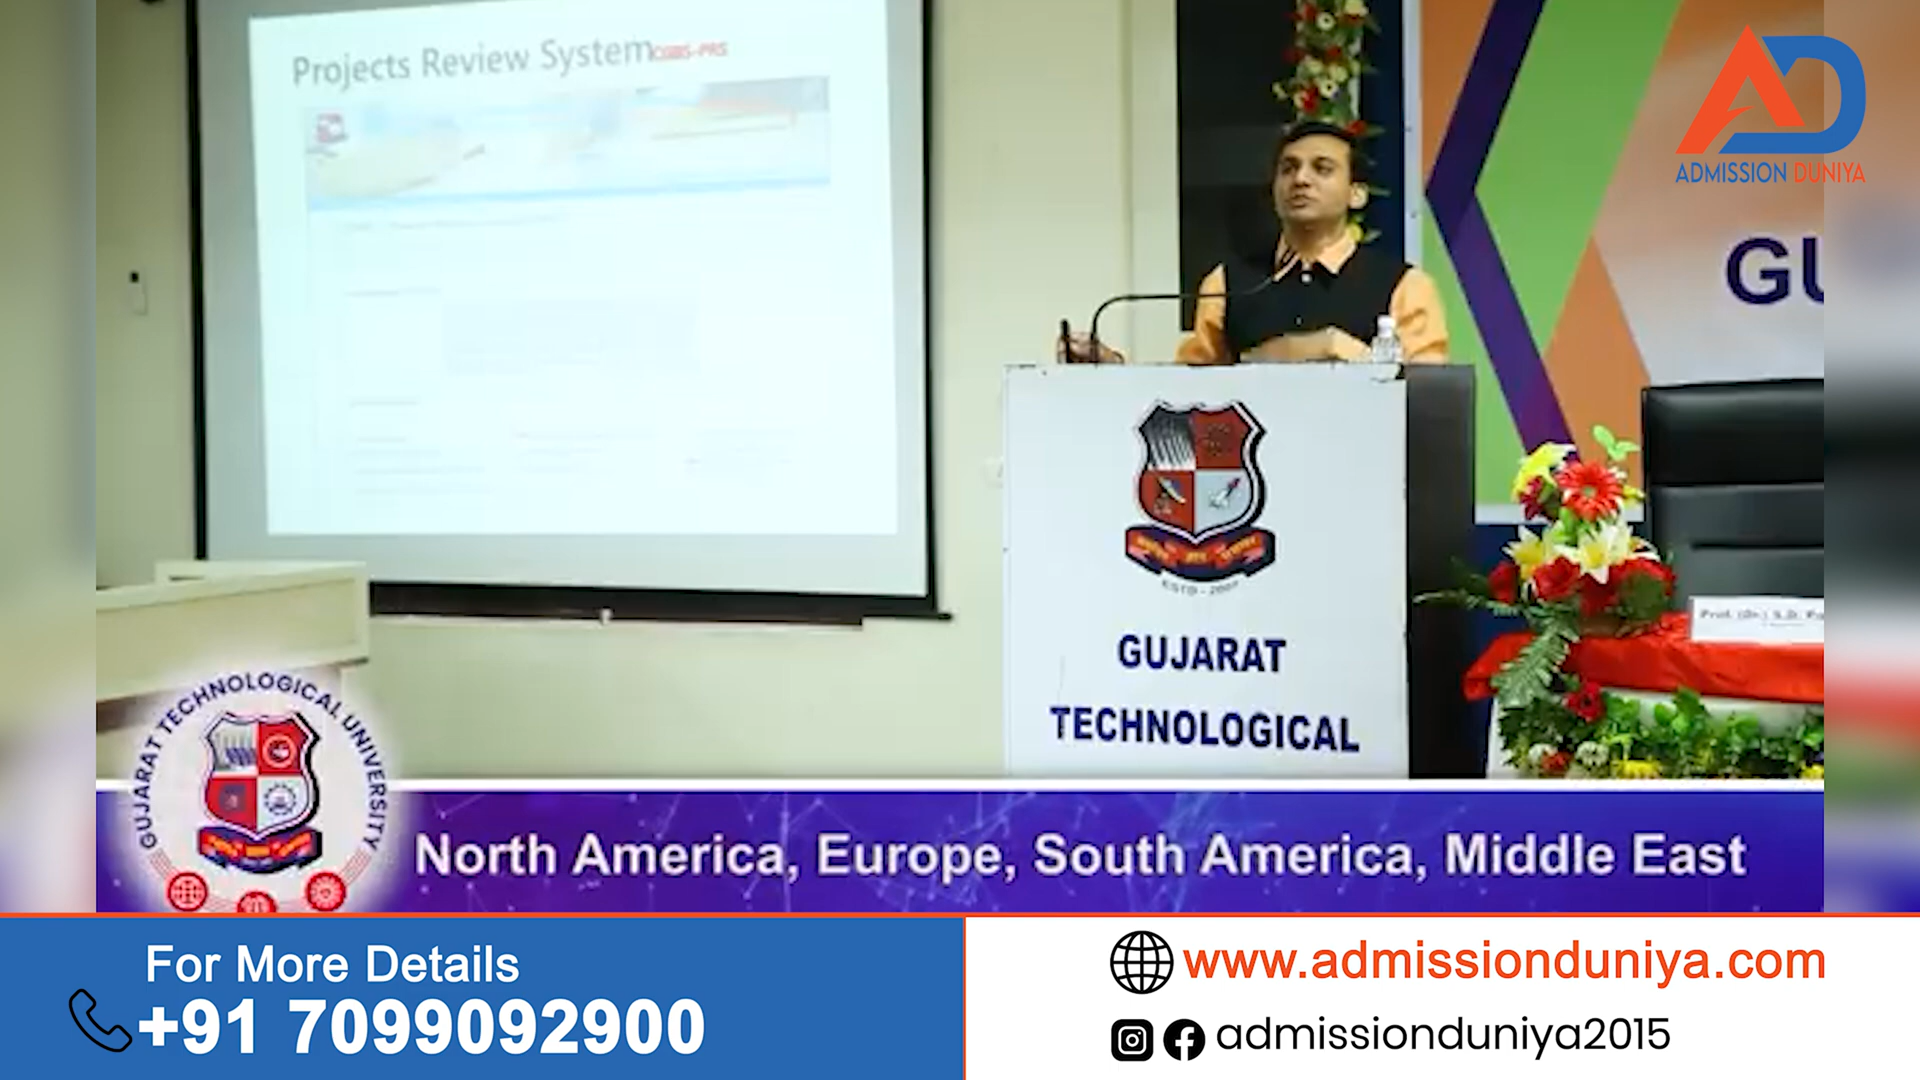 Projects Review System
ADMISSION DUNIYA
GU
GUJARAT
TECHNOLOGICAL
GUJARAT TECHNOLOGICAL UNIVERSITY
North America, Europe, South America, Middle East
For More Details
+91 7099092900
www.admissionduniya.com
admissionduniya2015